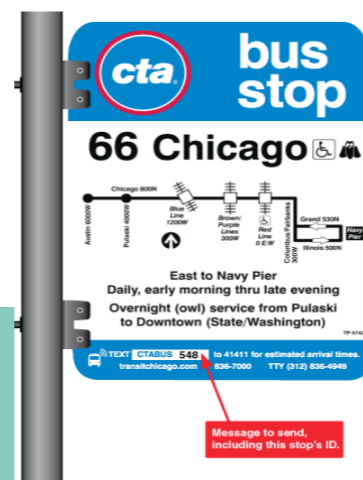 cta
bus
stop
66 Chicago
Chicago 800N
Austin 6000W
Pulaski 4000W
Blue
Line
1200W
Brown/
Purple
Lines
300W
Red
Line
0 E/W
Columbus/Fairbanks
300W
Grand 530N
Illinois 500N
Navy
Pier
East to Navy Pier
Daily, early morning thru late evening
Overnight (owl) service from Pulaski
to Downtown (State/Washington)
TEXT CTABUS 548 to 41411 for estimated arrival times.
transitchicago.com 836-7000 TTY (312) 836-4949
Message to send,
including this stop's ID.